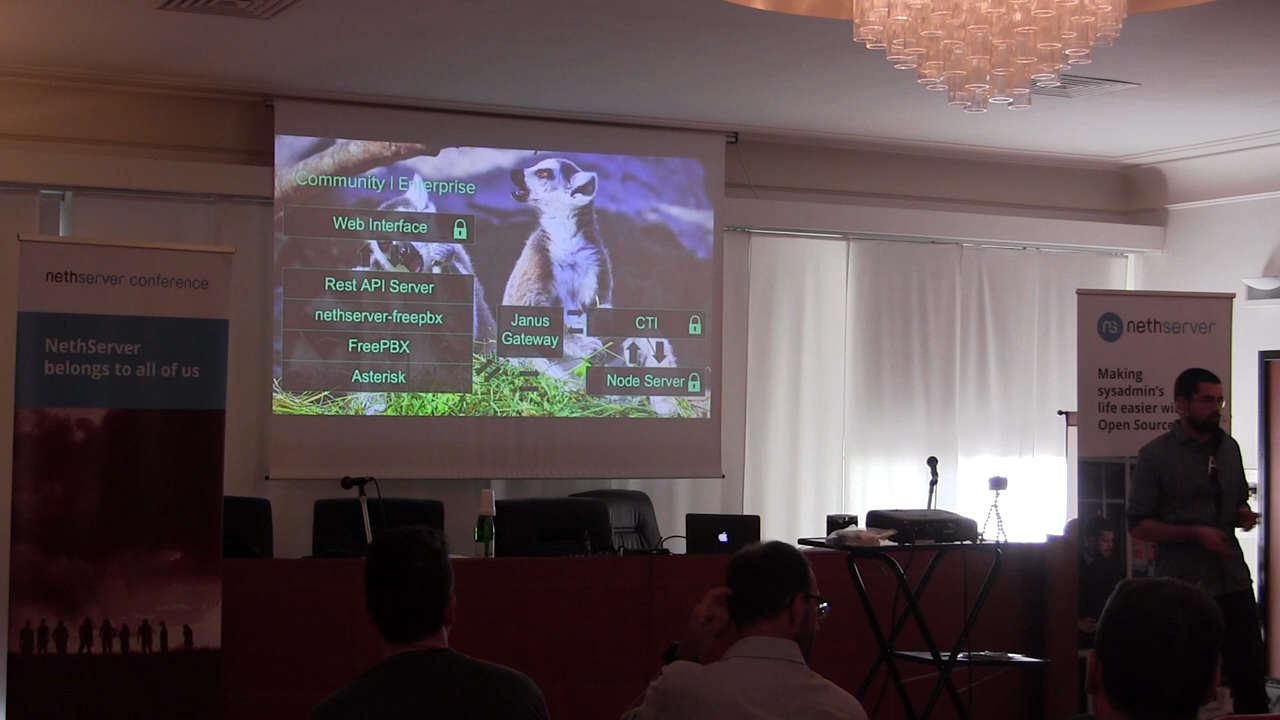 nethserver conference
NetHServer
belongs to all of us
Community | Enterprise
Web Interface
Rest API Server
nethserver-freepbx
FreePBX
Asterisk
Janus
Gateway
CTI
Node Server
ns nethserver
Making
sysadmin's
life easier
Open Source